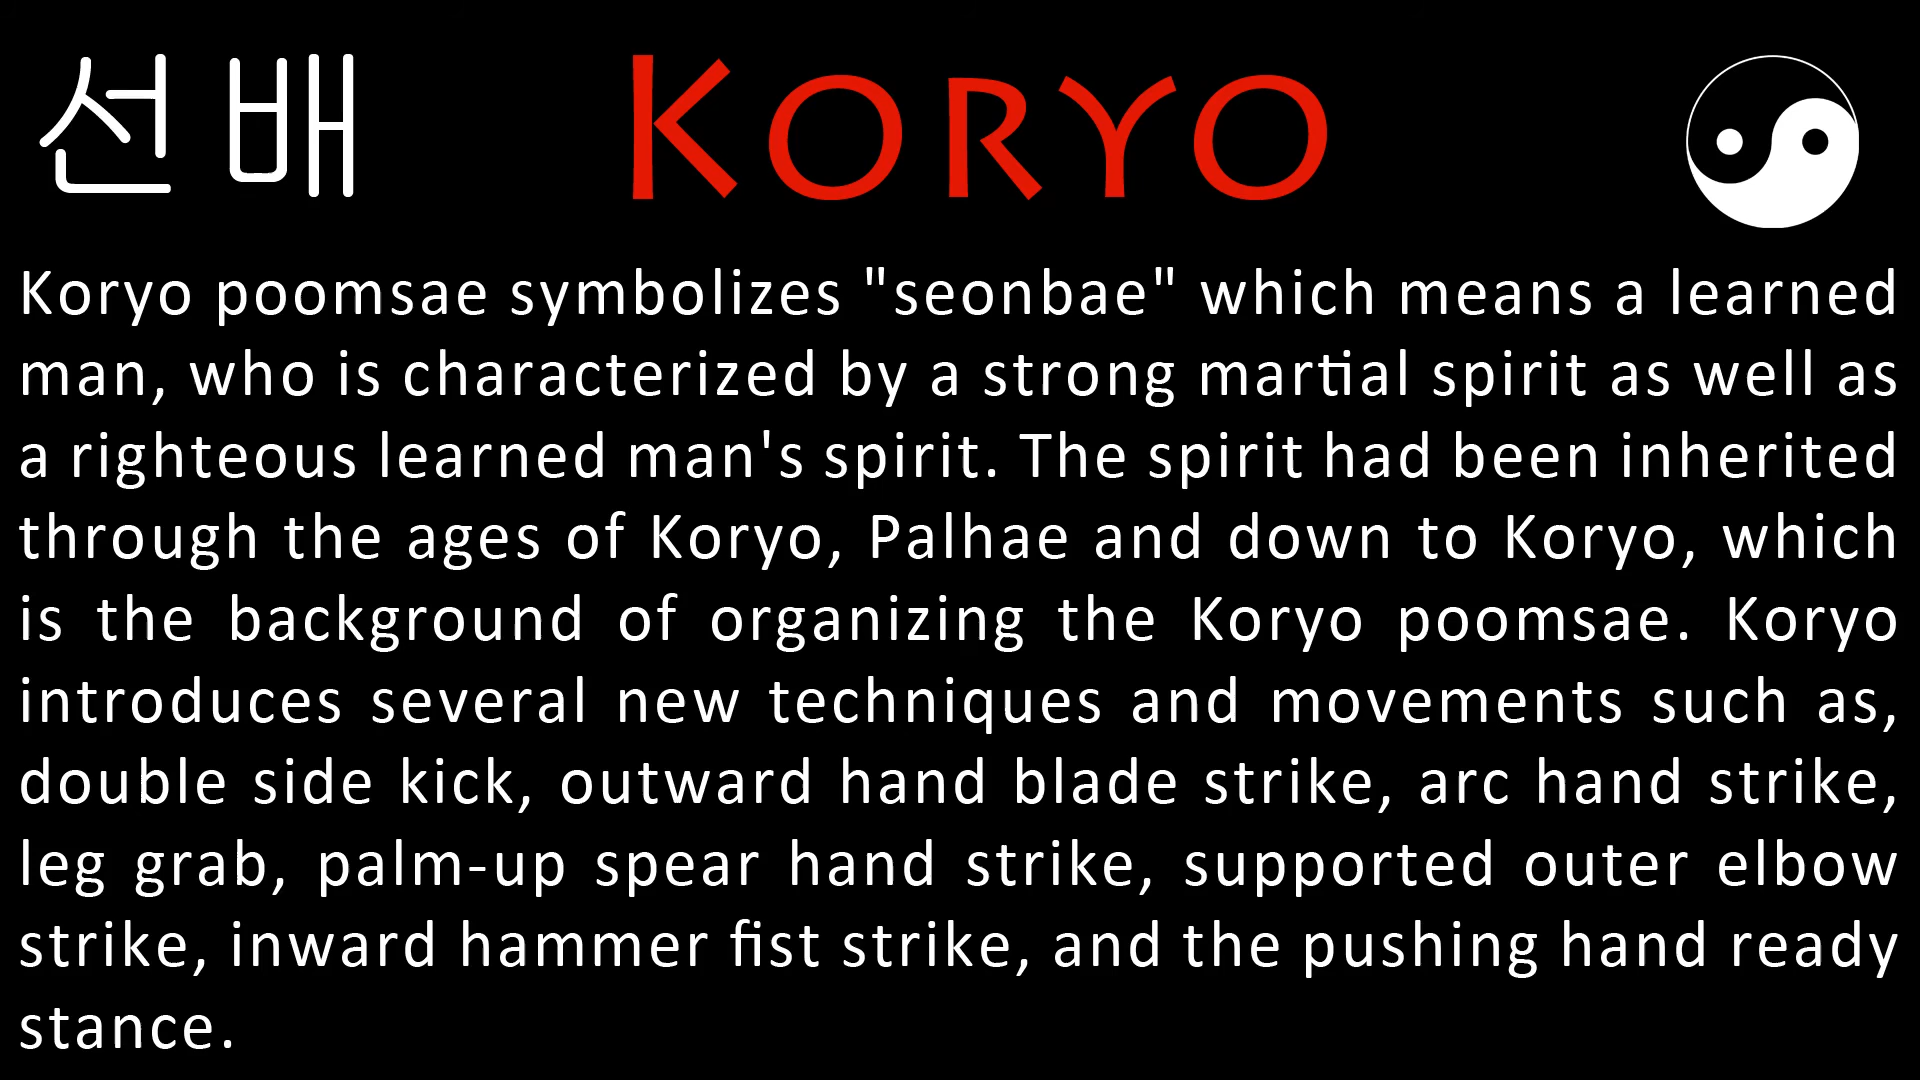 선배
KORYO
Koryo poomsae symbolizes "seonbae" which means a learned
man, who is characterized by a strong martial spirit as well as
a righteous learned man's spirit. The spirit had been inherited
through the ages of Koryo, Palhae and down to Koryo, which
is the background of organizing the Koryo poomsae. Koryo
introduces several new techniques and movements such as,
double side kick, outward hand blade strike, arc hand strike,
leg grab, palm-up spear hand strike, supported outer elbow
strike, inward hammer fist strike, and the pushing hand ready
stance.